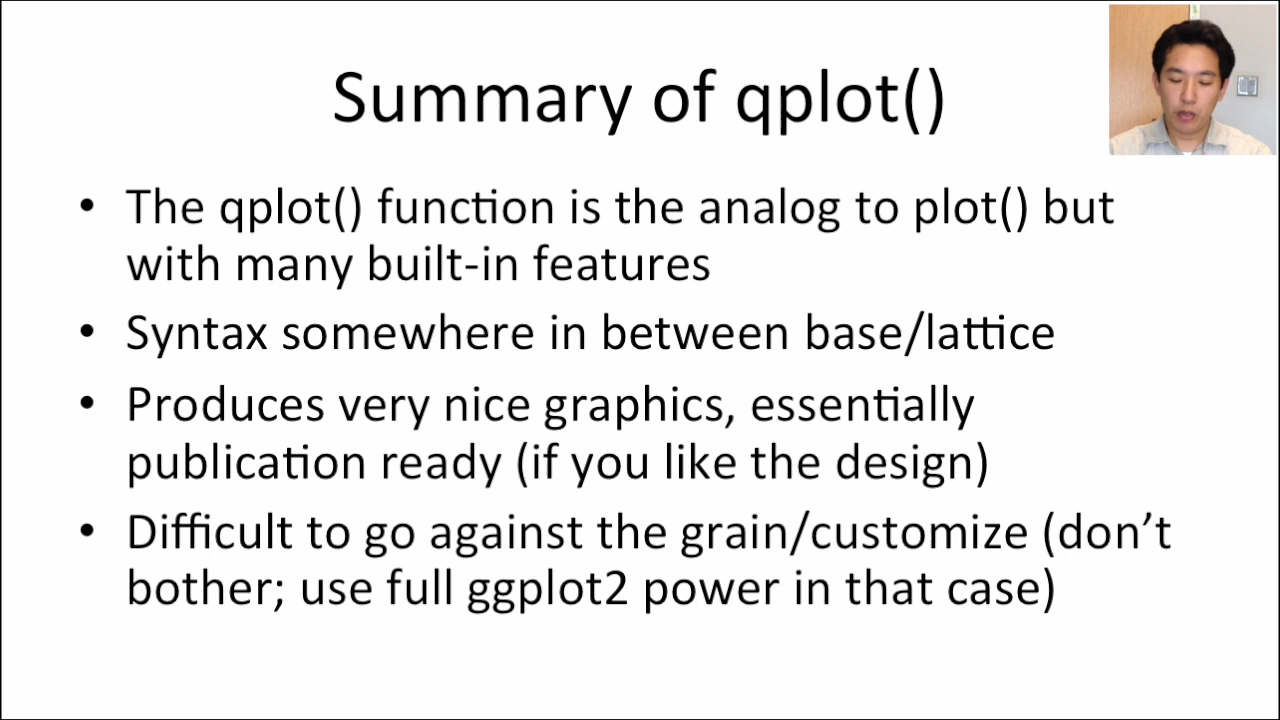 Summary of qplot()
• The qplot() function is the analog to plot() but
with many built-in features
• Syntax somewhere in between base/lattice
• Produces very nice graphics, essentially
publication ready (if you like the design)
• Difficult to go against the grain/customize (don’t
bother; use full ggplot2 power in that case)